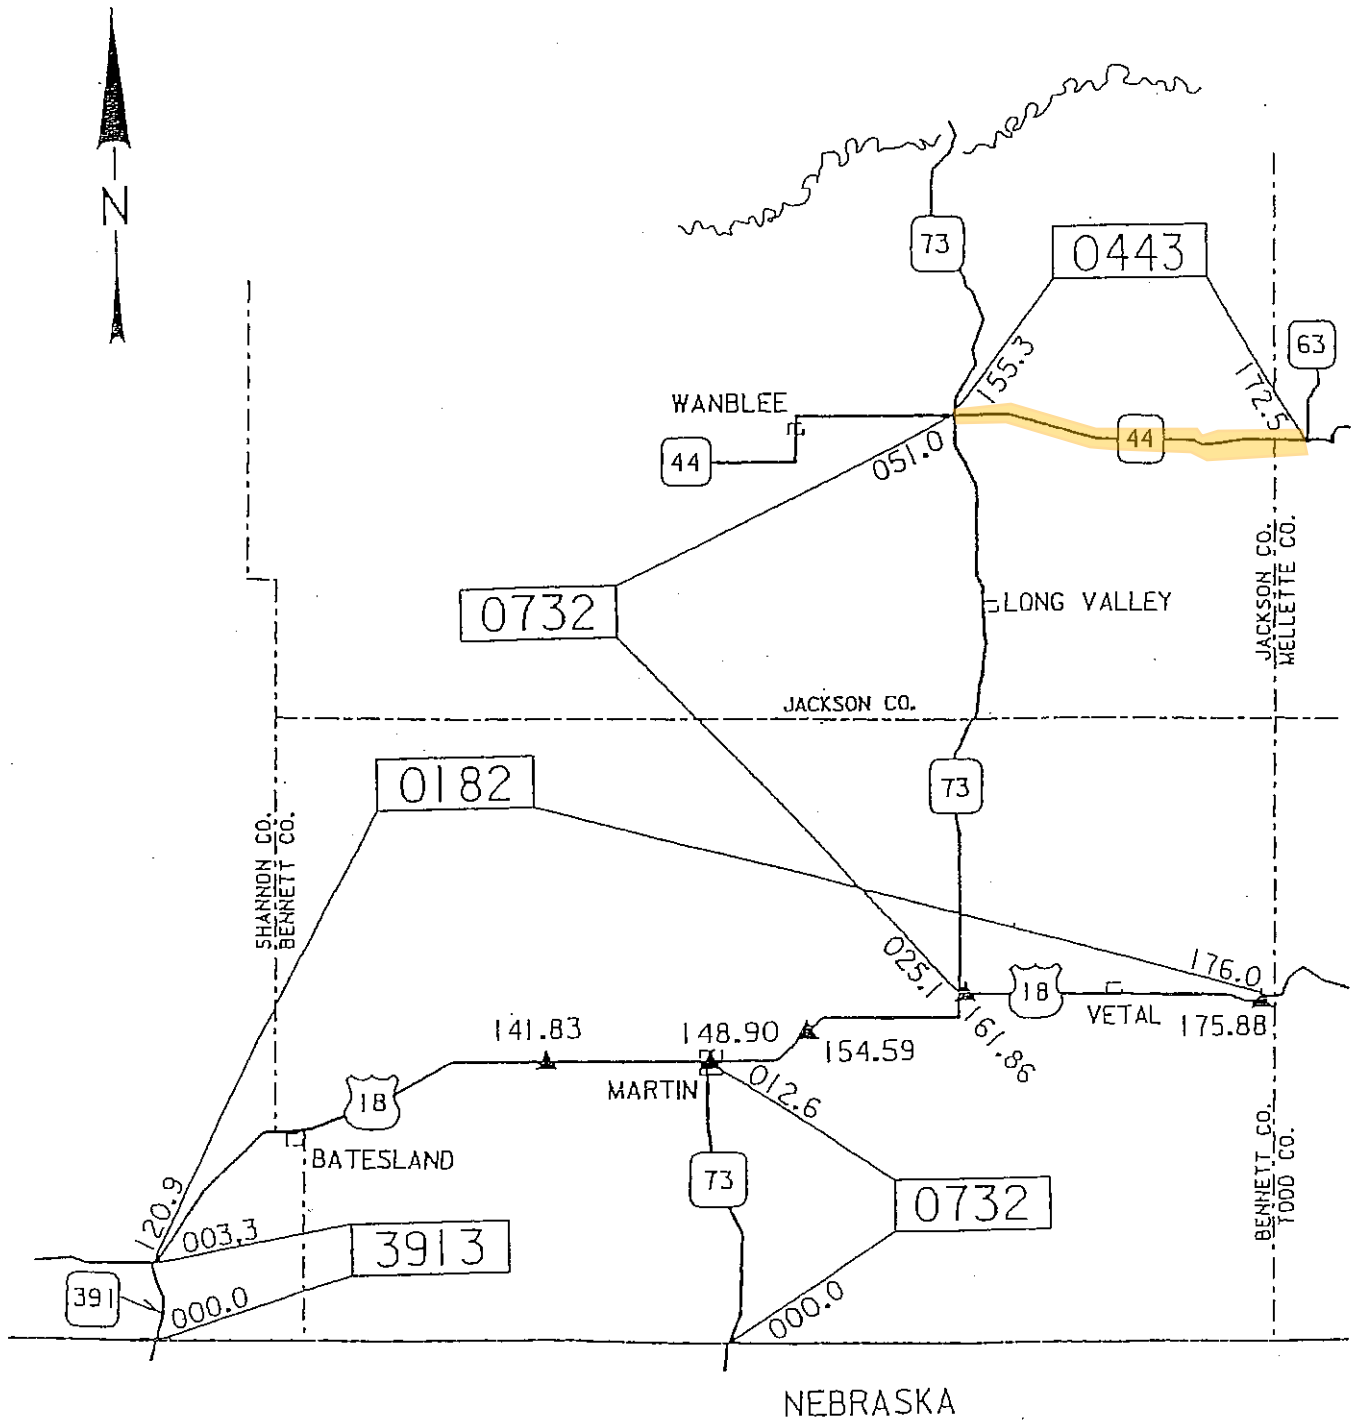 N
73
0443
63
155.3
172.5
WANBLEE
44
44
051.0
JACKSON CO.
MELLETTE CO.
0732
LONG VALLEY
JACKSON CO.
0182
73
SHANNON CO.
BENNETT CO.
025.1
176.0
18
VETAL
175.88
161.86
141.83
148.90
154.59
MARTIN
012.6
18
BATESLAND
73
0732
BENNETT CO.
TODD CO.
120.9
003.3
3913
391
000.0
000.0
NEBRASKA